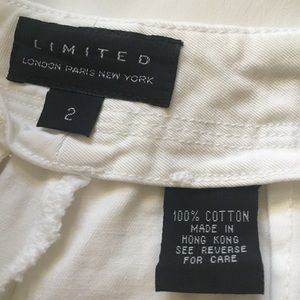 LIMITED
LONDON PARIS NEW YORK
2
100% COTTON
MADE IN
HONG KONG
SEE REVERSE
FOR CARE